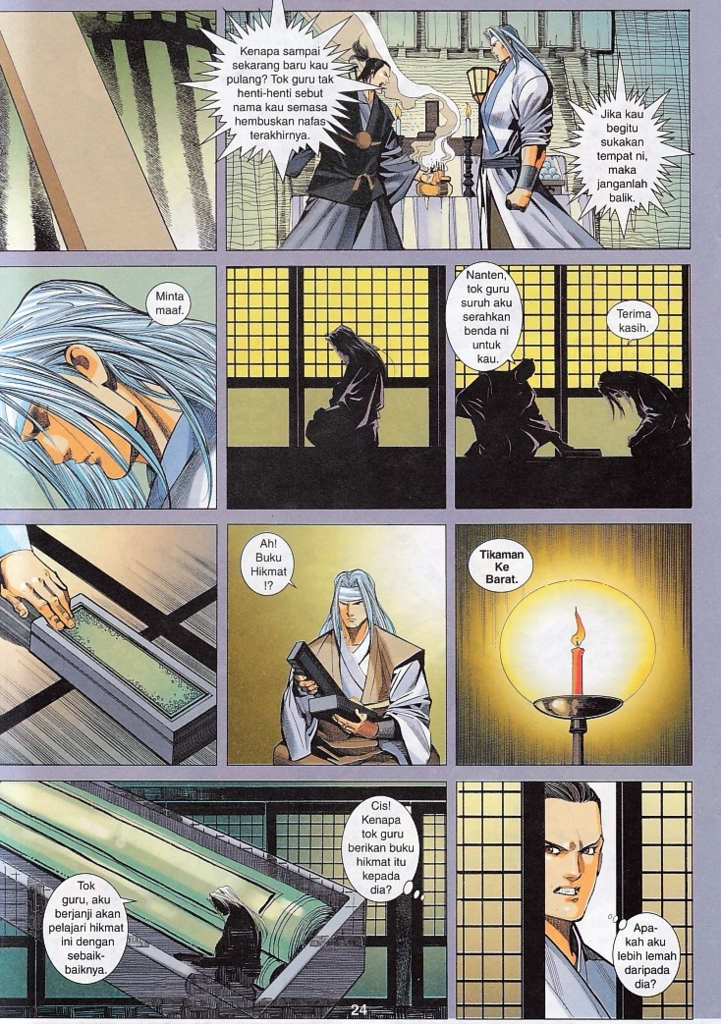 Kenapa sampai
sekarang baru kau
pulang? Tok guru tak
henti-henti sebut
nama kau semasa
hembuskan nafas
terakhirnya.
Jika kau
begitu
sukakan
tempat ni,
maka
janganlah
balik.
Minta
maaf.
Nanten,
tok guru
suruh aku
serahkan
benda ni
untuk
kau.
Terima
kasih.
Ah!
Buku
Hikmat
!?
Tikaman
Ke
Barat.
Tok
guru, aku
berjanji akan
pelajari hikmat
ini dengan
sebaik-
baiknya.
Cis!
Kenapa
tok guru
berikan buku
hikmat itu
kepada
dia?
Apa-
kah aku
lebih lemah
daripada
dia?
24